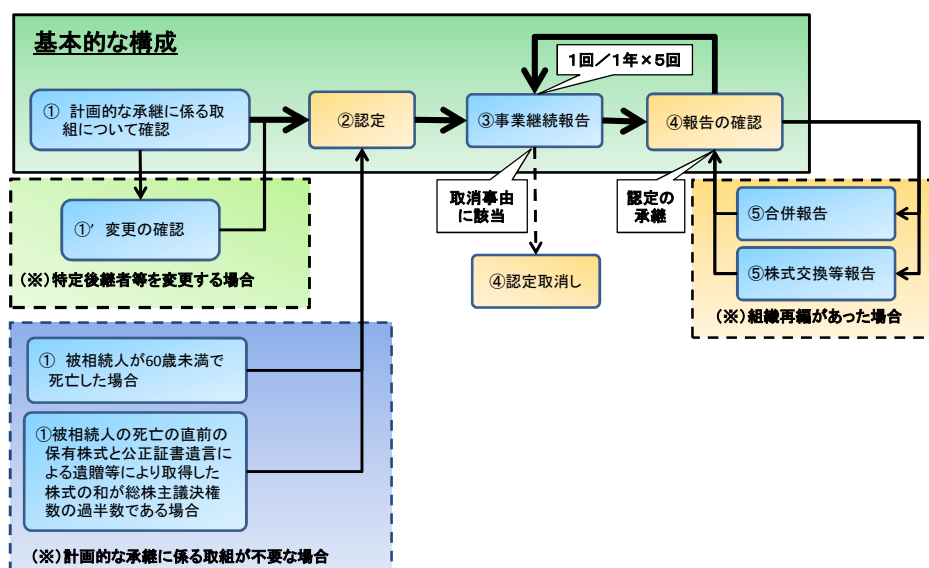 基本的な構成
1回／1年×5回
① 計画的な承継に係る取
組について確認
②認定
③事業継続報告
④報告の確認
取消事由
に該当
認定の
承継
①’ 変更の確認
(※)特定後継者等を変更する場合
④認定取消し
⑤合併報告
⑤株式交換等報告
(※)組織再編があった場合
① 被相続人が60歳未満で
死亡した場合
①被相続人の死亡の直前の
保有株式と公正証書遺言に
よる遺贈等により取得した
株式の和が総株主議決権
数の過半数である場合
(※)計画的な承継に係る取組が不要な場合